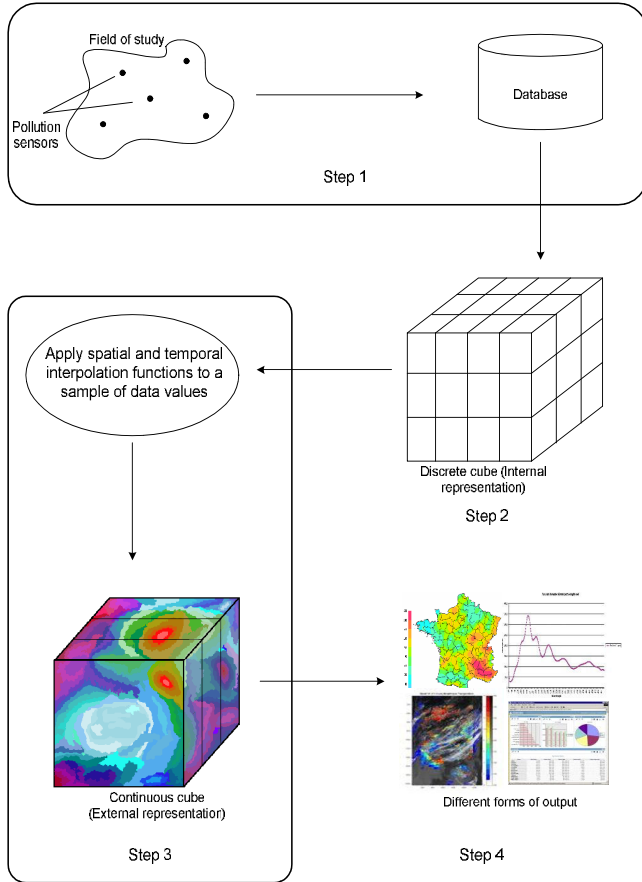 Field of study
Pollution
sensors
Database
Step 1
Apply spatial and temporal
interpolation functions to a
sample of data values
Discrete cube (Internal
representation)
Step 2
Continuous cube
(External representation)
Step 3
Different forms of output
Step 4